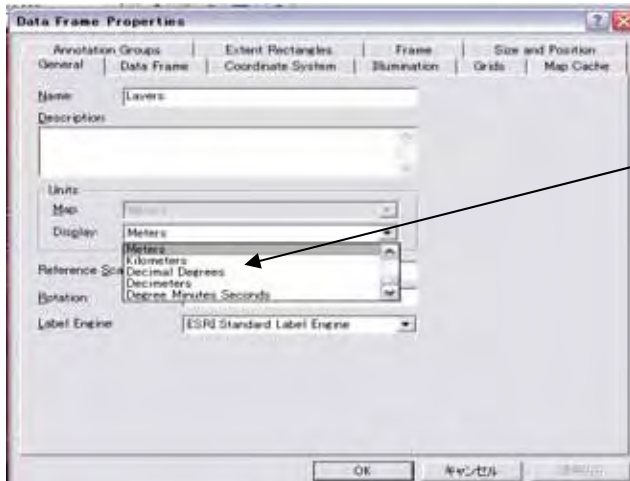 Data Frame Properties
Annotation Groups Extent Rectangles Frame Size and Position
General Data Frame Coordinate System Illumination Grids Map Cache
Name: Layers
Description:
Units
Map: Meters
Display: Meters
Meters
Kilometers
Reference Sca Decimal Degrees
Decimeters
Rotation Degree Minutes Seconds
Label Engine: ESRI Standard Label Engine
OK キャンセル